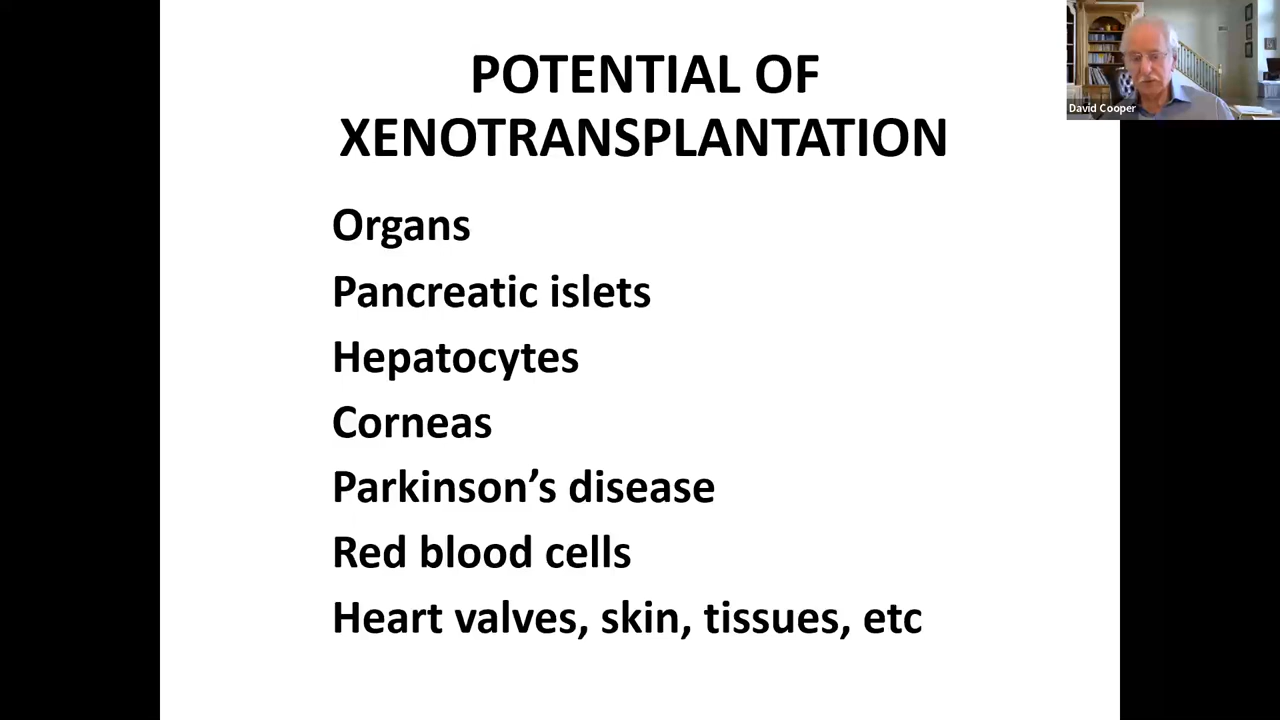 POTENTIAL OF
XENOTRANSPLANTATION
David Cooper
Organs
Pancreatic islets
Hepatocytes
Corneas
Parkinson’s disease
Red blood cells
Heart valves, skin, tissues, etc